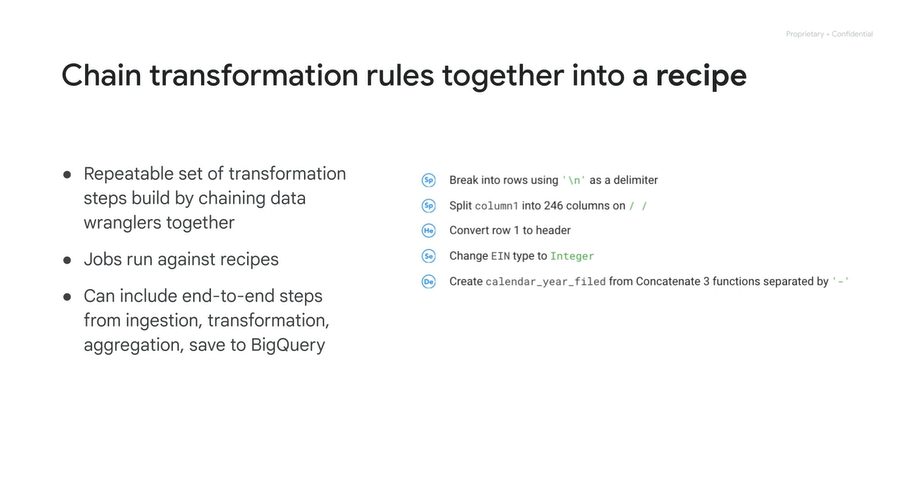 Proprietary + Confidential
Chain transformation rules together into a recipe
● Repeatable set of transformation
steps build by chaining data
wranglers together
● Jobs run against recipes
● Can include end-to-end steps
from ingestion, transformation,
aggregation, save to BigQuery
Sp Break into rows using '\n' as a delimiter
Sp Split column1 into 246 columns on / /
He Convert row 1 to header
Se Change EIN type to Integer
De Create calendar_year_filed from Concatenate 3 functions separated by '-'